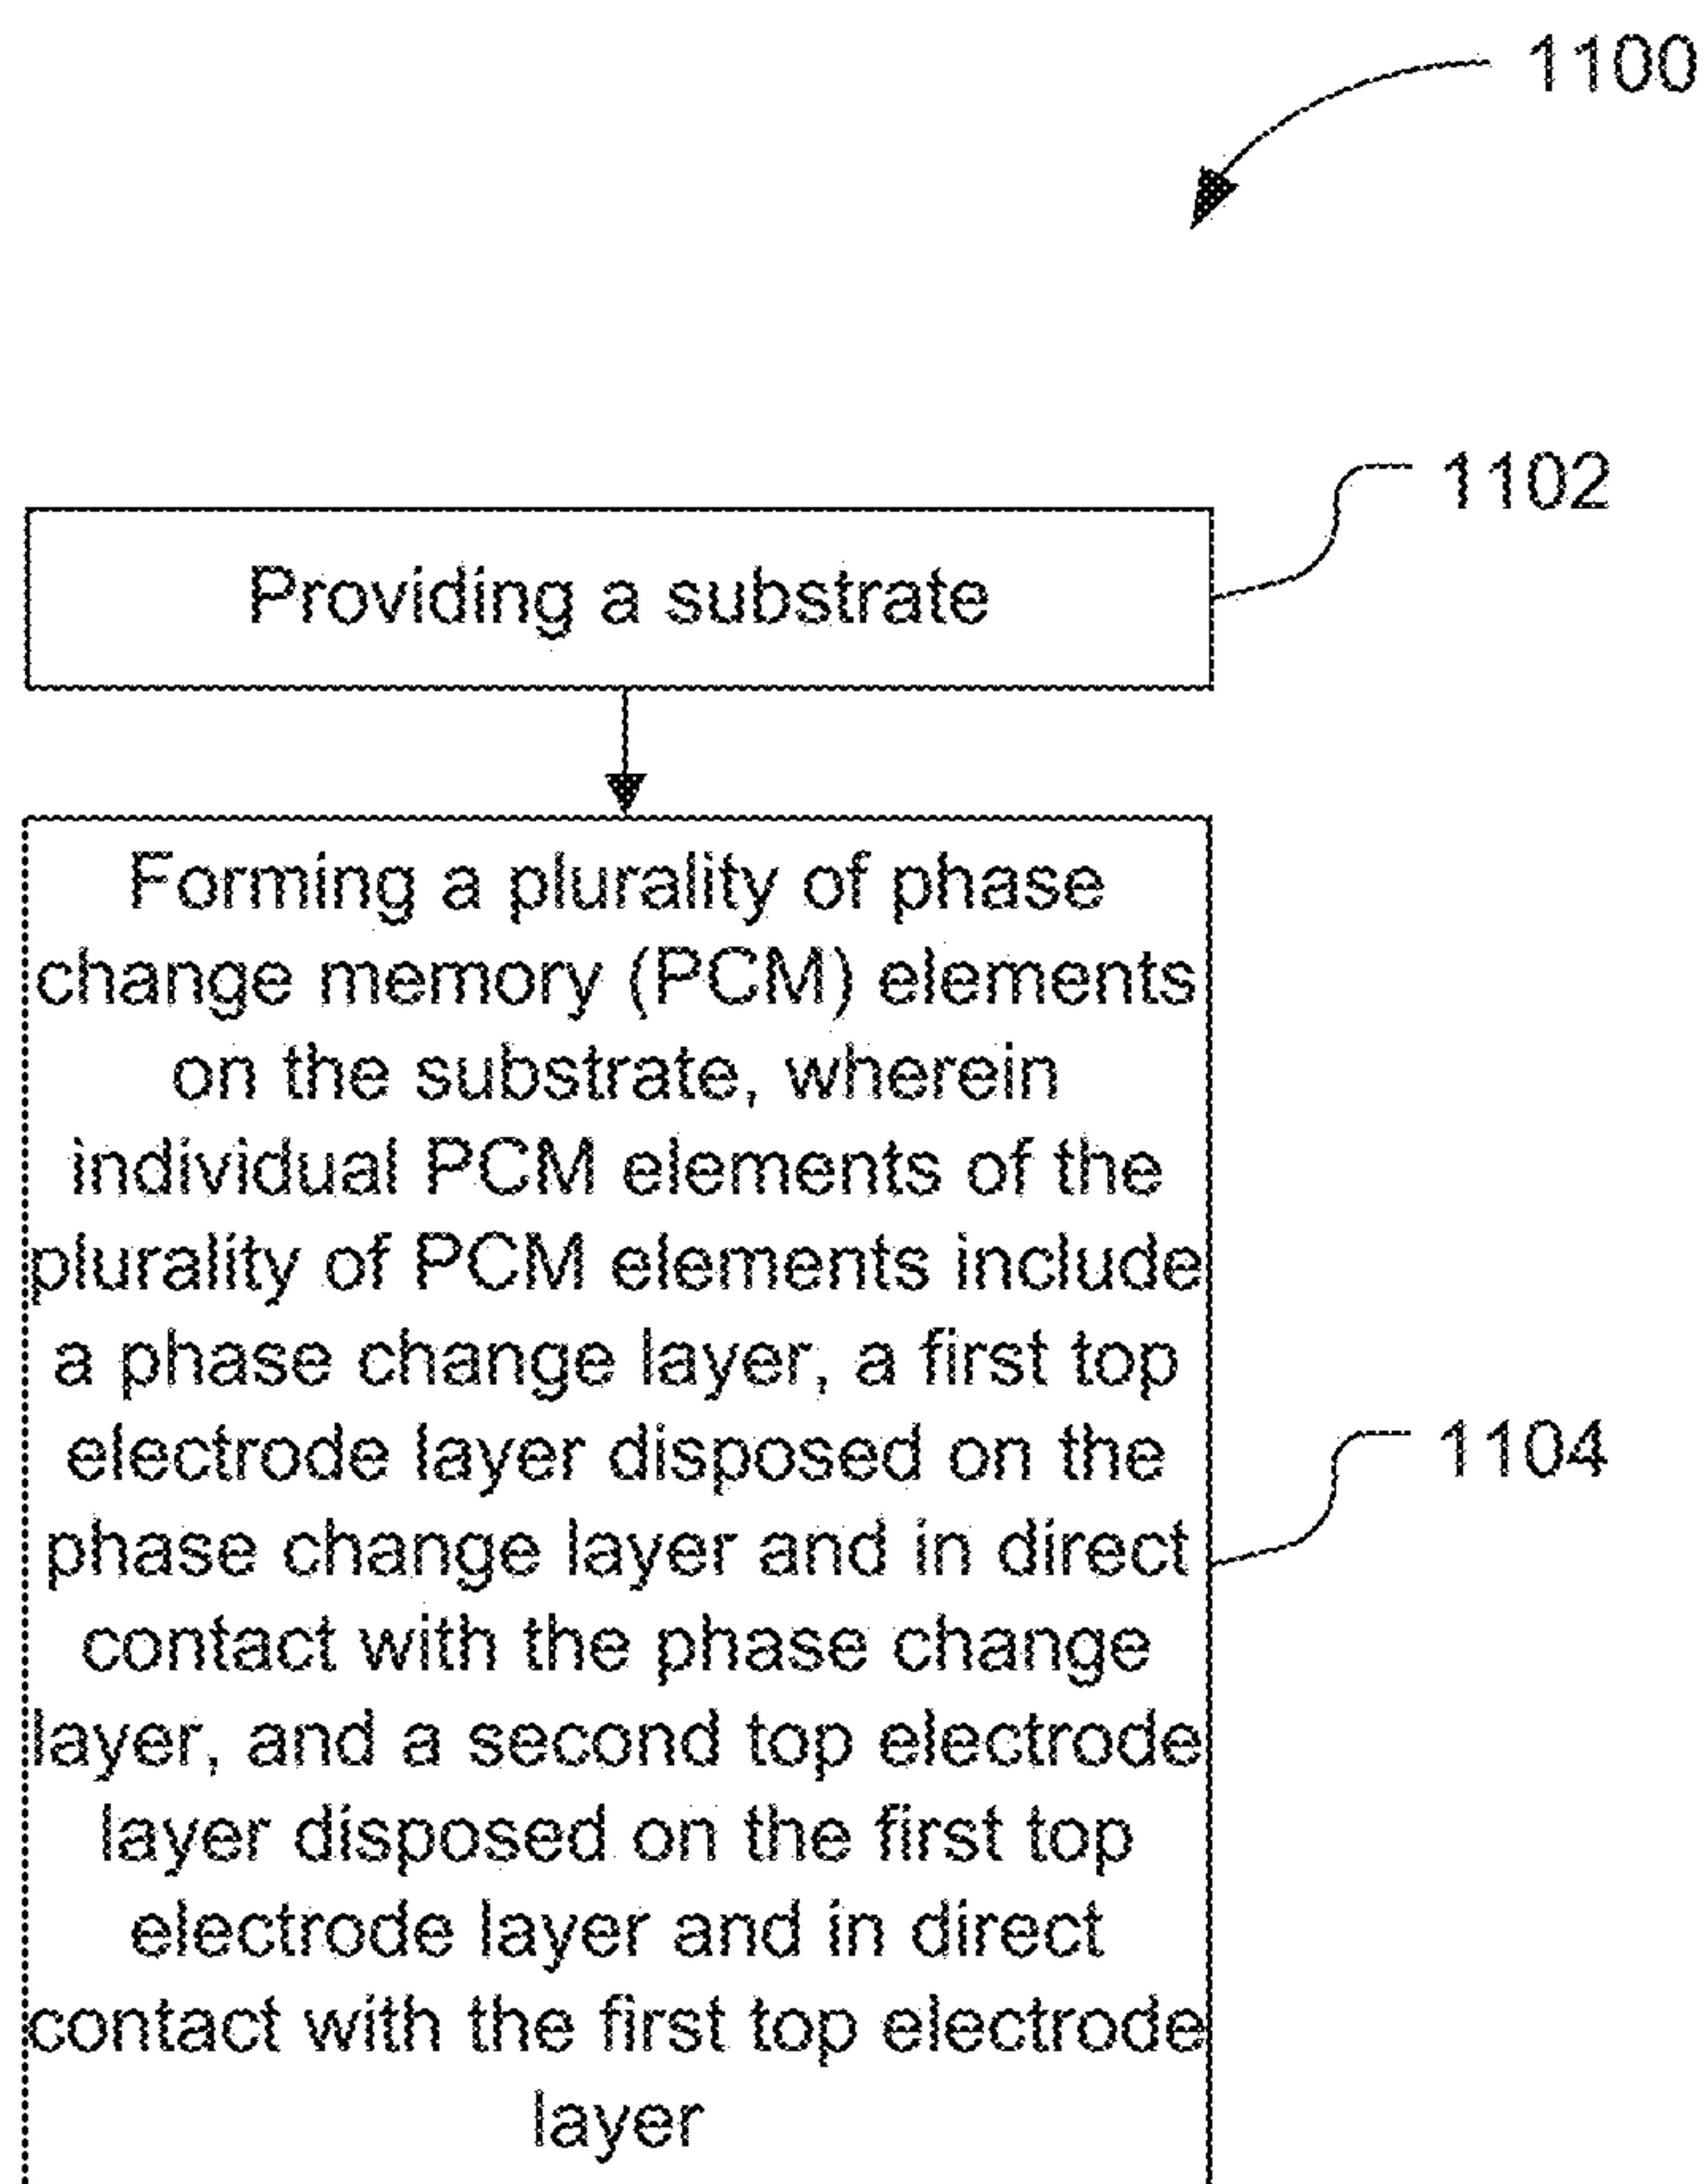 1100
1102
Providing a substrate
Forming a plurality of phase
change memory (PCM) elements
on the substrate, wherein
individual PCM elements of the
plurality of PCM elements include
a phase change layer, a first top
electrode layer disposed on the
phase change layer and in direct
contact with the phase change
layer, and a second top electrode
layer disposed on the first top
electrode layer and in direct
contact with the first top electrode
layer
1104